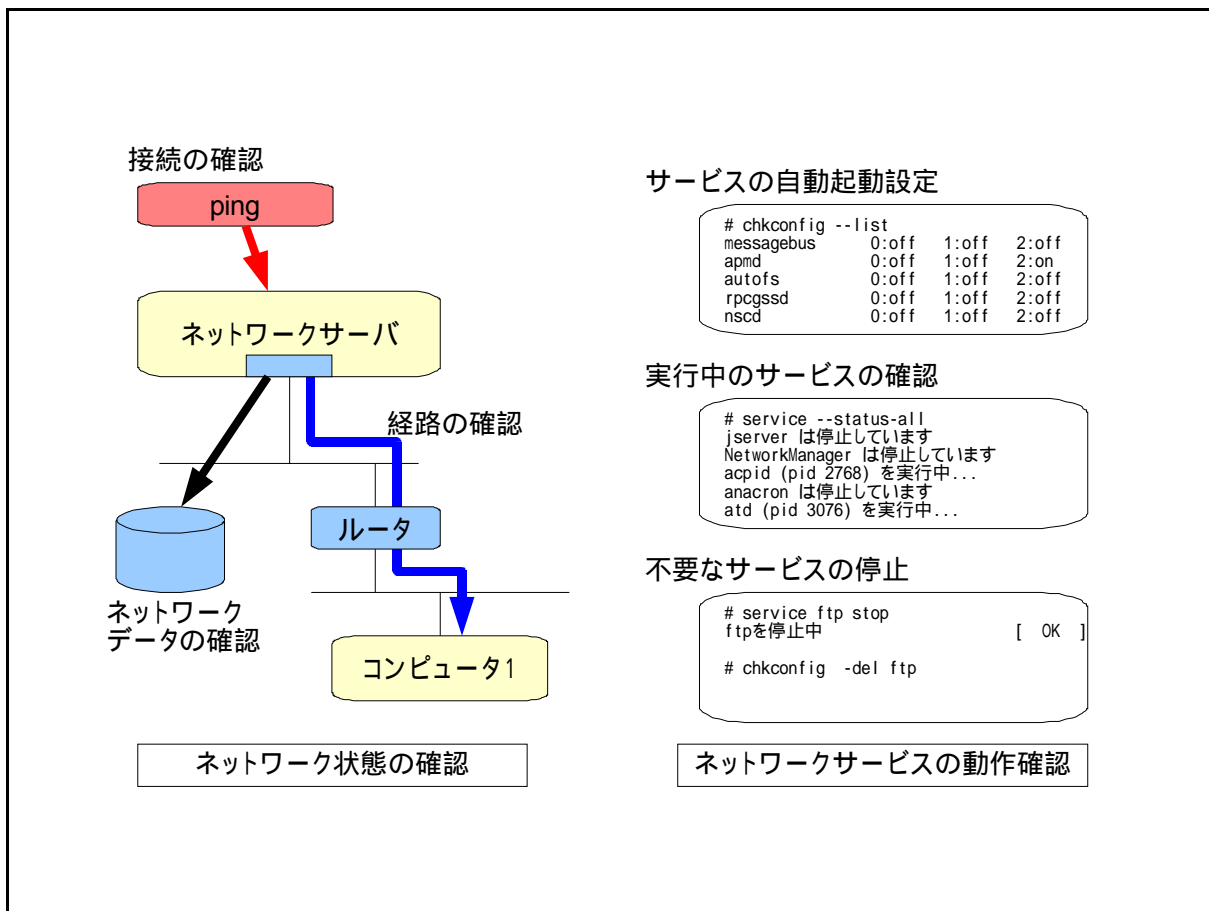 接続の確認
ping
ネットワークサーバ
経路の確認
ルータ
ネットワーク
データの確認
コンピュータ1
ネットワーク状態の確認
サービスの自動起動設定
# chkconfig --list
messagebus 0:off 1:off 2:off
apmd 0:off 1:off 2:on
autofs 0:off 1:off 2:off
rpcgssd 0:off 1:off 2:off
nscd 0:off 1:off 2:off
実行中のサービスの確認
# service --status-all
jserver は停止しています
NetworkManager は停止しています
acpid (pid 2768) を実行中...
anacron は停止しています
atd (pid 3076) を実行中...
不要なサービスの停止
# service ftp stop
ftpを停止中 [ OK ]
# chkconfig -del ftp
ネットワークサービスの動作確認